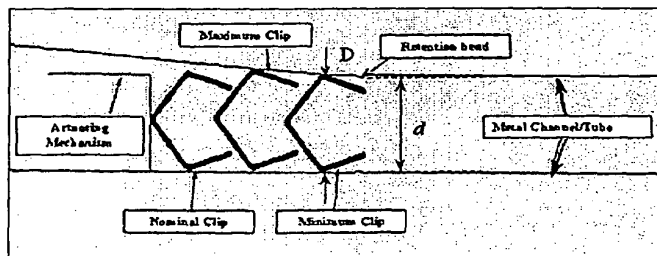 Maximum Clip
D
Retention bead
Actuating
Mechanism
d
Metal Channel/Tube
Nominal Clip
Minimum Clip